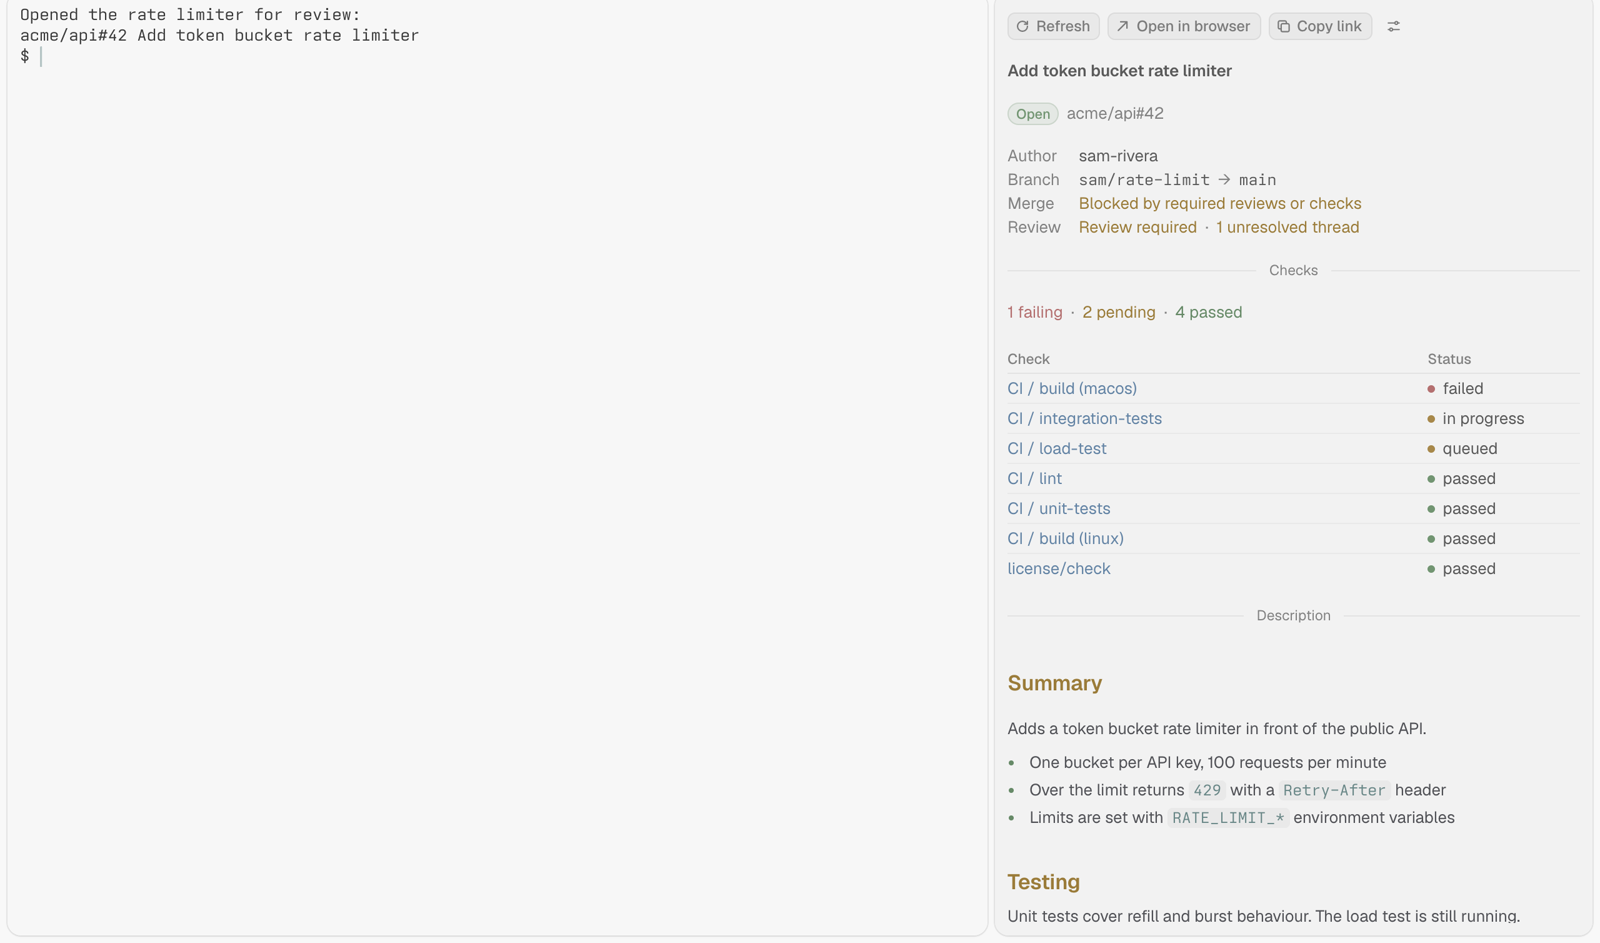 Opened the rate limiter for review:
acme/api#42 Add token bucket rate limiter
$
Refresh Open in browser Copy link
Add token bucket rate limiter
Open acme/api#42
Author sam-rivera
Branch sam/rate-limit → main
Merge Blocked by required reviews or checks
Review Review required · 1 unresolved thread
Checks
1 failing · 2 pending · 4 passed
Check Status
CI / build (macos) failed
CI / integration-tests in progress
CI / load-test queued
CI / lint passed
CI / unit-tests passed
CI / build (linux) passed
license/check passed
Description
Summary
Adds a token bucket rate limiter in front of the public API.
• One bucket per API key, 100 requests per minute
• Over the limit returns 429 with a Retry-After header
• Limits are set with RATE_LIMIT_* environment variables
Testing
Unit tests cover refill and burst behaviour. The load test is still running.